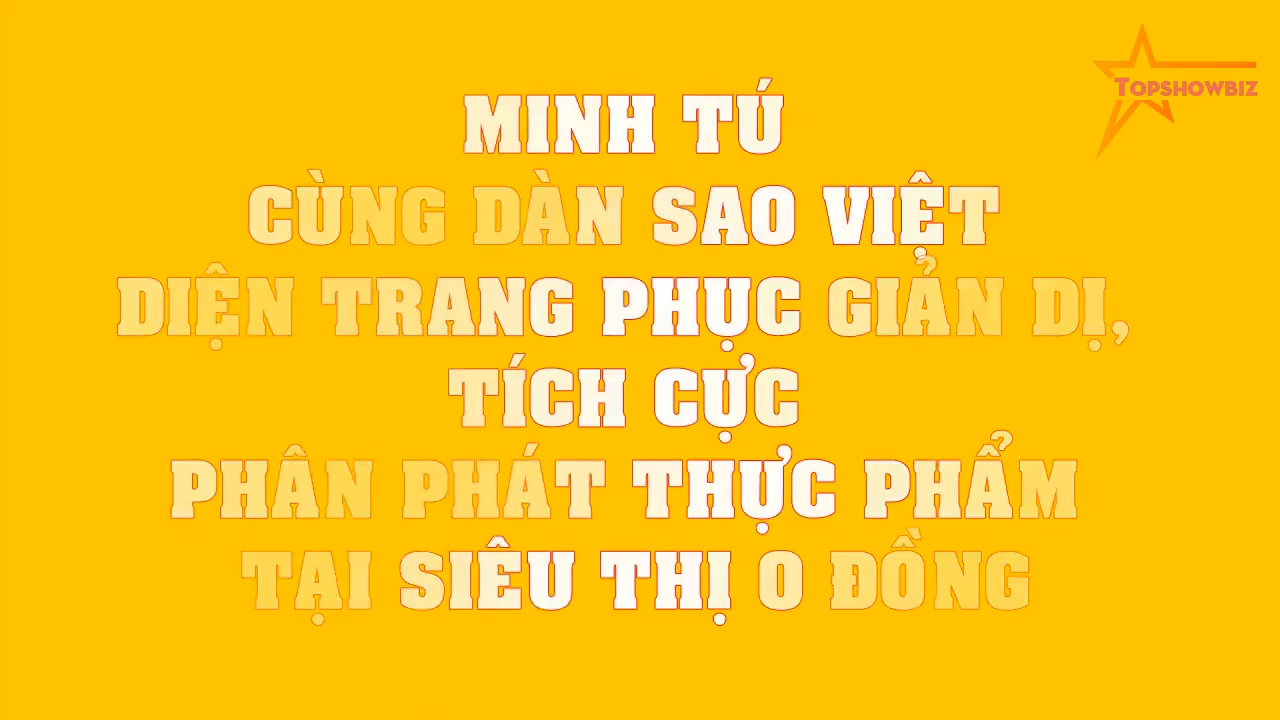 TOPSHOWBIZ
MINH TÚ
CÙNG DÀN SAO VIỆT
DIỆN TRANG PHỤC GIẢN DỊ,
TÍCH CỰC
PHÂN PHÁT THỰC PHẨM
TẠI SIÊU THỊ 0 ĐỒNG